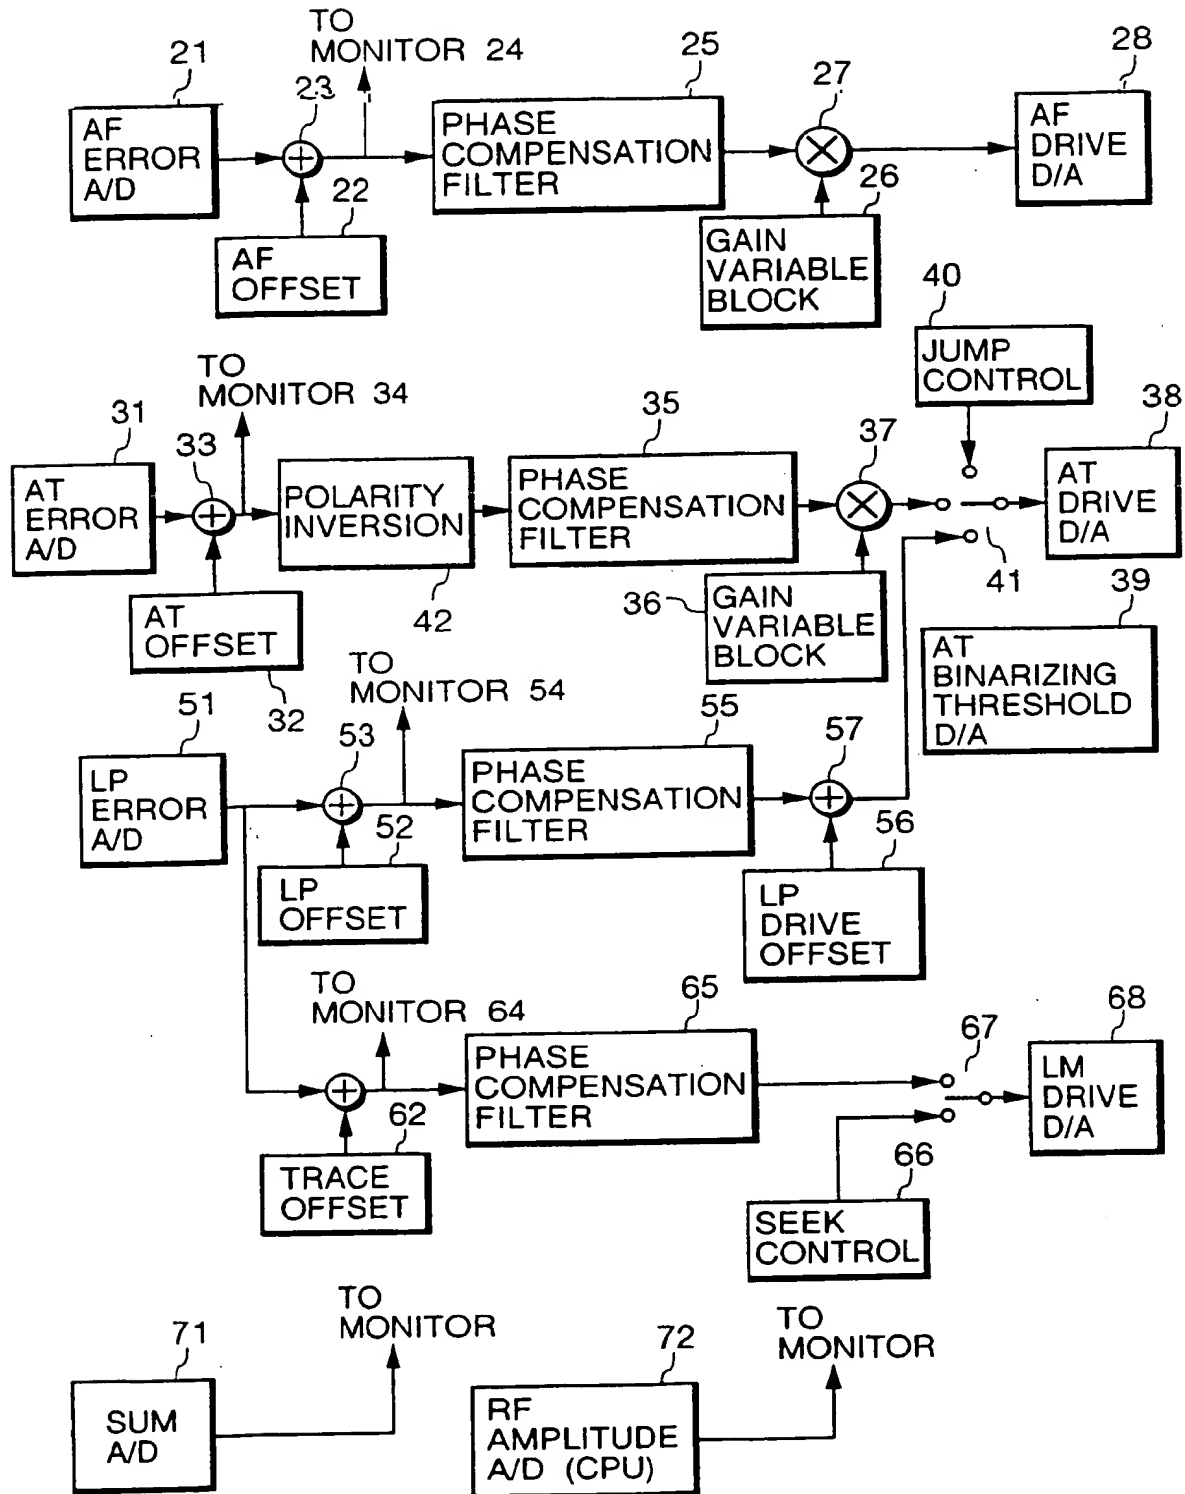 TO
MONITOR 24
21
23
25
27
28
AF
ERROR
A/D
PHASE
COMPENSATION
FILTER
AF
DRIVE
D/A
22
26
AF
OFFSET
GAIN
VARIABLE
BLOCK
40
JUMP
CONTROL
TO
MONITOR 34
31
33
35
37
38
AT
ERROR
A/D
POLARITY
INVERSION
PHASE
COMPENSATION
FILTER
AT
DRIVE
D/A
41
42
36
39
AT
OFFSET
GAIN
VARIABLE
BLOCK
AT
BINARIZING
THRESHOLD
D/A
32
TO
MONITOR 54
51
53
55
57
LP
ERROR
A/D
PHASE
COMPENSATION
FILTER
52
56
LP
OFFSET
LP
DRIVE
OFFSET
TO
MONITOR 64
65
67
68
PHASE
COMPENSATION
FILTER
LM
DRIVE
D/A
62
66
TRACE
OFFSET
SEEK
CONTROL
TO
MONITOR
TO
MONITOR
71
72
SUM
A/D
RF
AMPLITUDE
A/D (CPU)